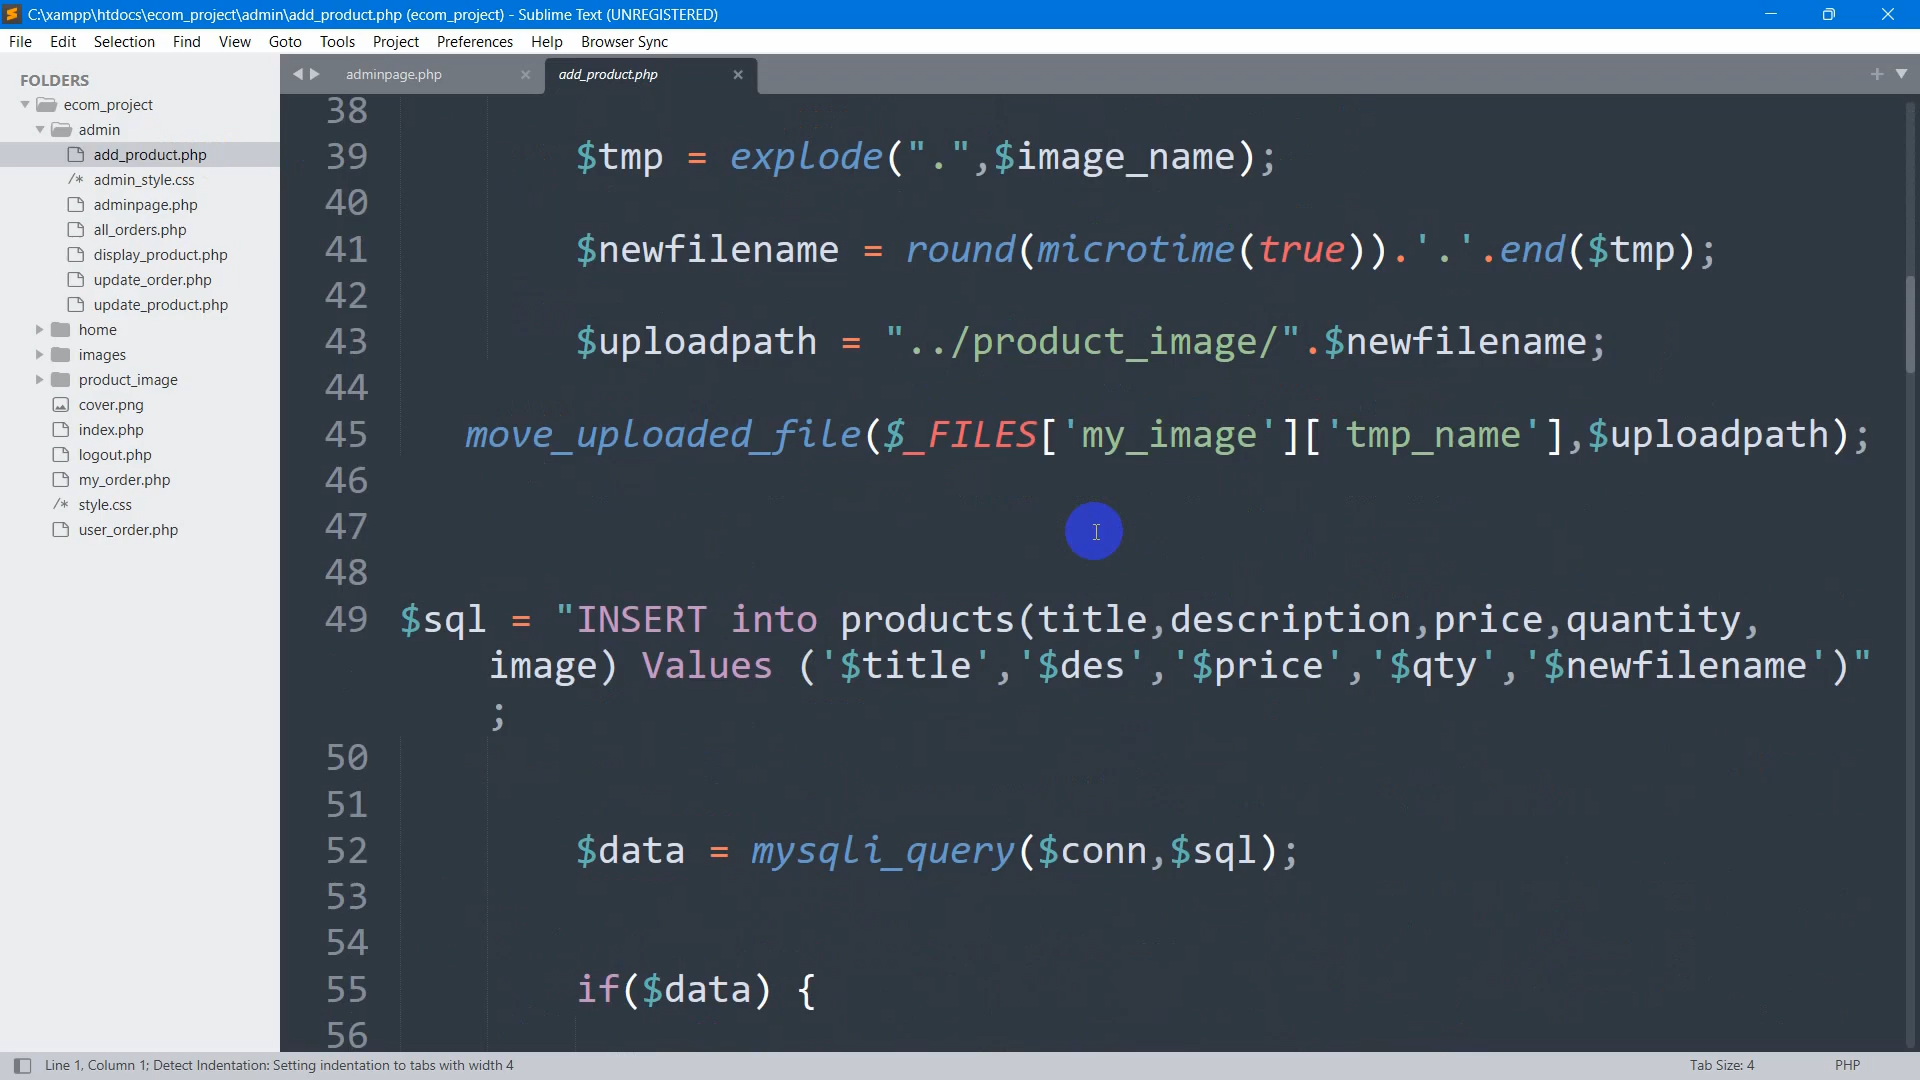 C:\xampp\htdocs\ecom_project\admin\add_product.php (ecom_project) - Sublime Text (UNREGISTERED)
File Edit Selection Find View Goto Tools Project Preferences Help Browser Sync
FOLDERS
ecom_project
admin
add_product.php
/* admin_style.css
adminpage.php
all_orders.php
display_product.php
update_order.php
update_product.php
home
images
product_image
cover.png
index.php
logout.php
my_order.php
/* style.css
user_order.php
adminpage.php
add_product.php
38
39 $tmp = explode(".",$image_name);
40
41 $newfilename = round(microtime(true)).'.'.end($tmp);
42
43 $uploadpath = "../product_image/".$newfilename;
44
45 move_uploaded_file($_FILES['my_image']['tmp_name'],$uploadpath);
46
47
48
49 $sql = "INSERT into products(title,description,price,quantity,
image) Values ('$title','$des','$price','$qty','$newfilename')"
;
50
51
52 $data = mysqli_query($conn,$sql);
53
54
55 if($data) {
56
Line 1, Column 1; Detect Indentation: Setting indentation to tabs with width 4
Tab Size: 4
PHP